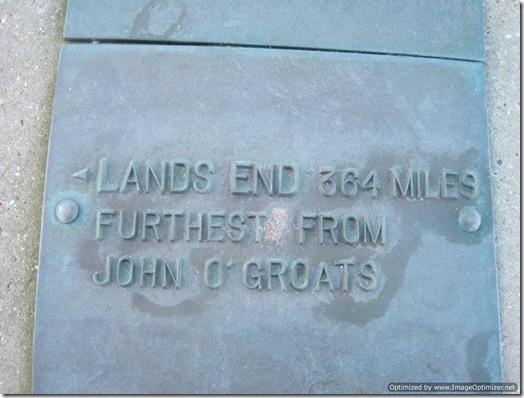 ◄LANDS END 364 MILES
FURTHEST FROM
JOHN O'GROATS
Optimized by www.ImageOptimizer.net